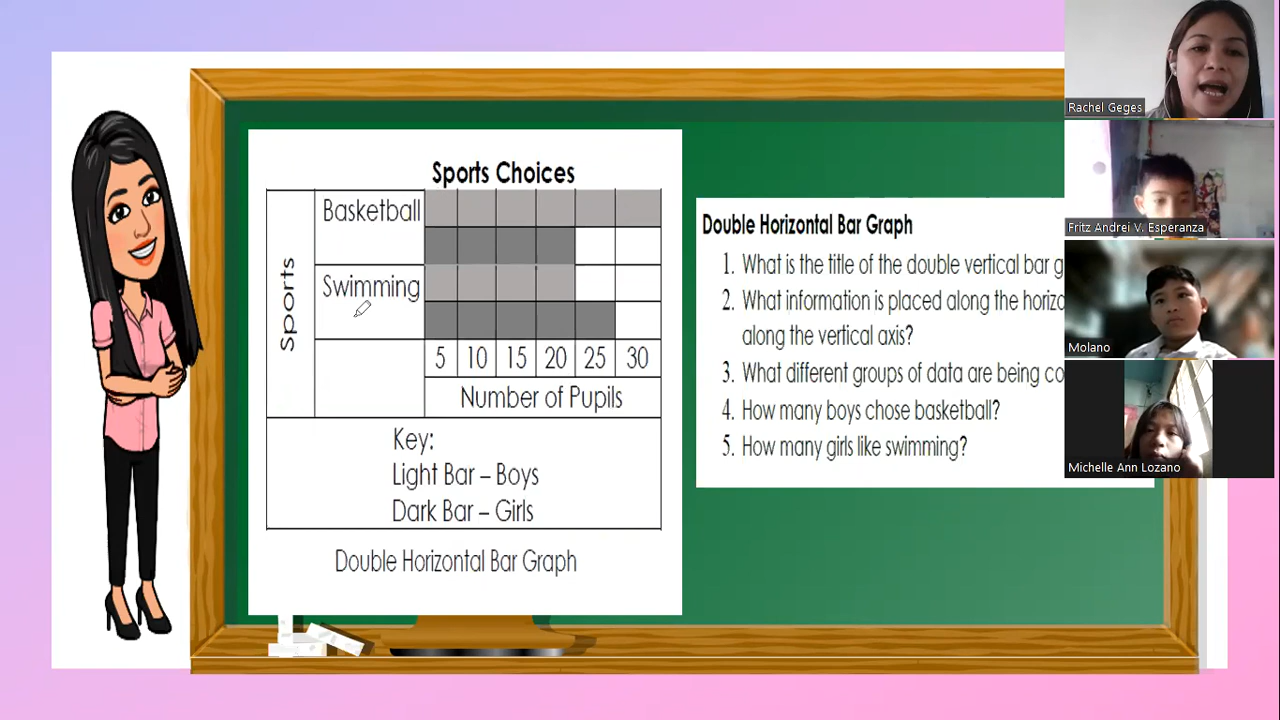 Sports Choices
Sports
Basketball
Swimming
5 10 15 20 25 30
Number of Pupils
Key:
Light Bar – Boys
Dark Bar – Girls
Double Horizontal Bar Graph
Double Horizontal Bar Graph
1. What is the title of the double vertical bar
2. What information is placed along the
along the vertical axis?
3. What different groups of data are being
4. How many boys chose basketball?
5. How many girls like swimming?
Rachel Geges
Fritz Andrei V. Esperanza
Molano
Michelle Ann Lozano